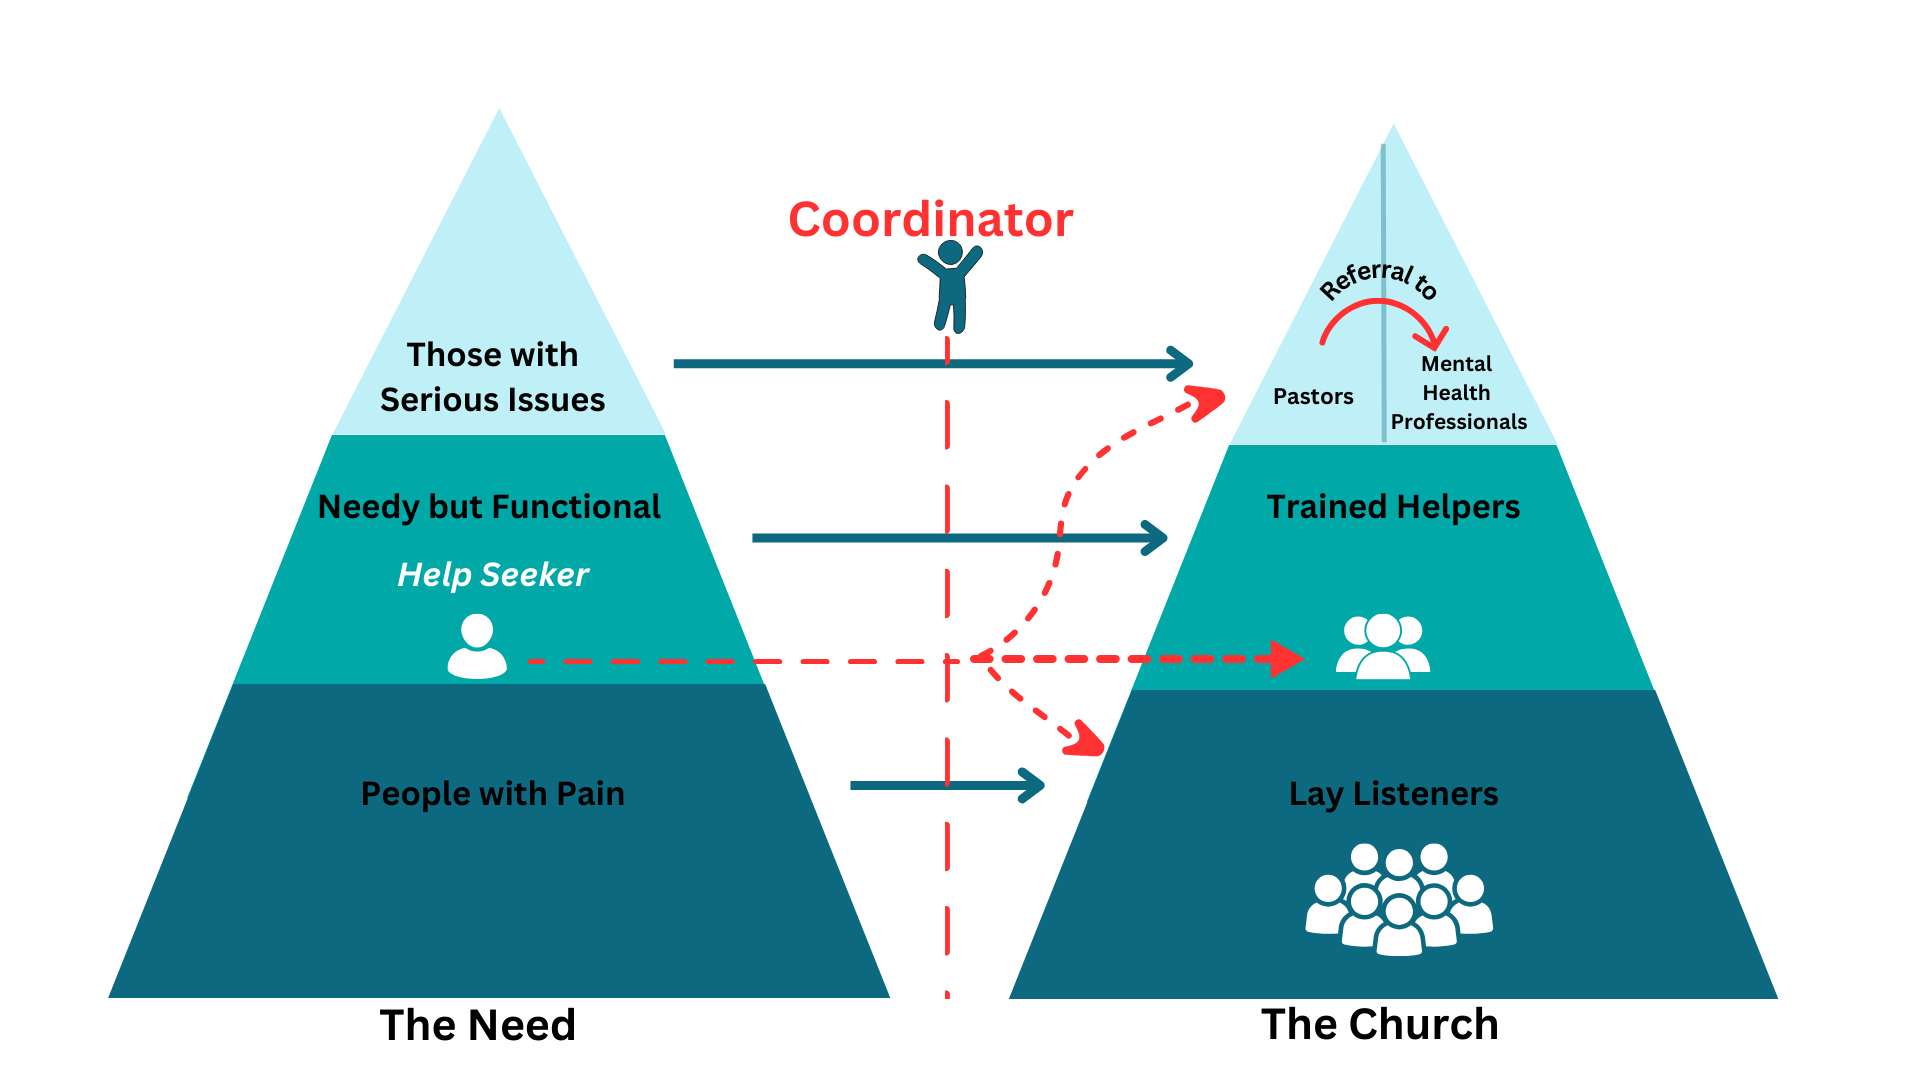 Coordinator
Those with
Serious Issues
Referral to
Pastors
Mental
Health
Professionals
Needy but Functional
Help Seeker
Trained Helpers
People with Pain
Lay Listeners
The Need
The Church